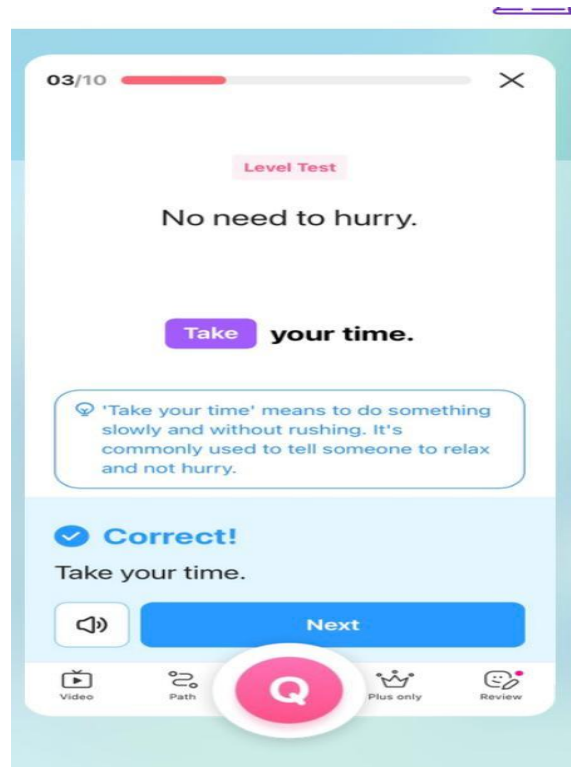 03/10
Level Test
No need to hurry.
Take your time.
'Take your time' means to do something
slowly and without rushing. It's
commonly used to tell someone to relax
and not hurry.
Correct!
Take your time.
Next
Video Path Q Plus only Review